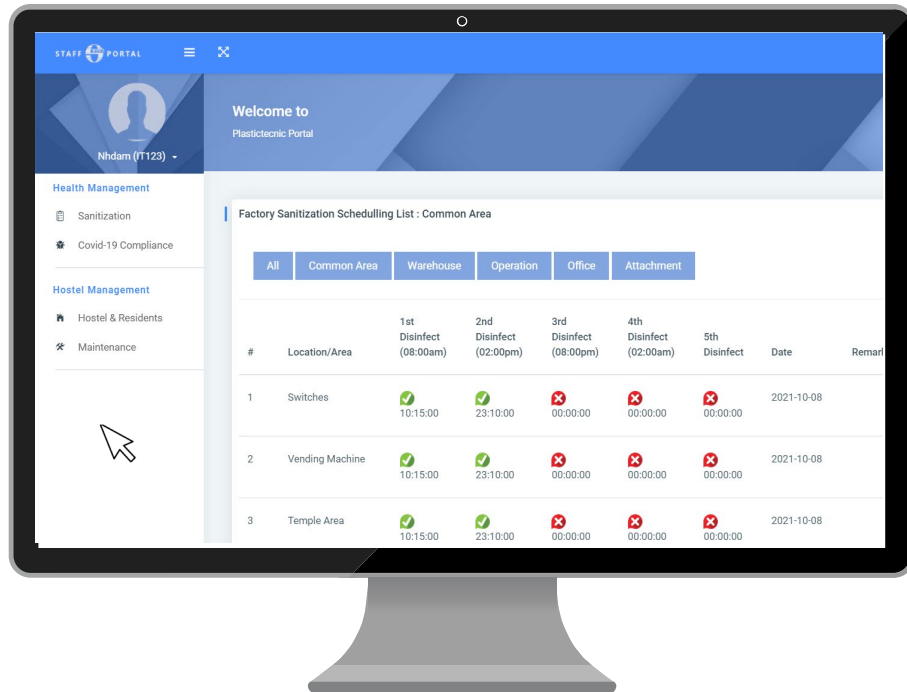 STAFF PORTAL
Welcome to
Plastictecnic Portal
Nhdam (IT123)
Health Management
Sanitization
Covid-19 Compliance
Hostel Management
Hostel & Residents
Maintenance
Factory Sanitization Schedulling List : Common Area
All Common Area Warehouse Operation Office Attachment
# Location/Area 1st Disinfect (08:00am) 2nd Disinfect (02:00pm) 3rd Disinfect (08:00pm) 4th Disinfect (02:00am) 5th Disinfect Date Remarl
1 Switches 10:15:00 23:10:00 00:00:00 00:00:00 00:00:00 2021-10-08
2 Vending Machine 10:15:00 23:10:00 00:00:00 00:00:00 00:00:00 2021-10-08
3 Temple Area 10:15:00 23:10:00 00:00:00 00:00:00 00:00:00 2021-10-08